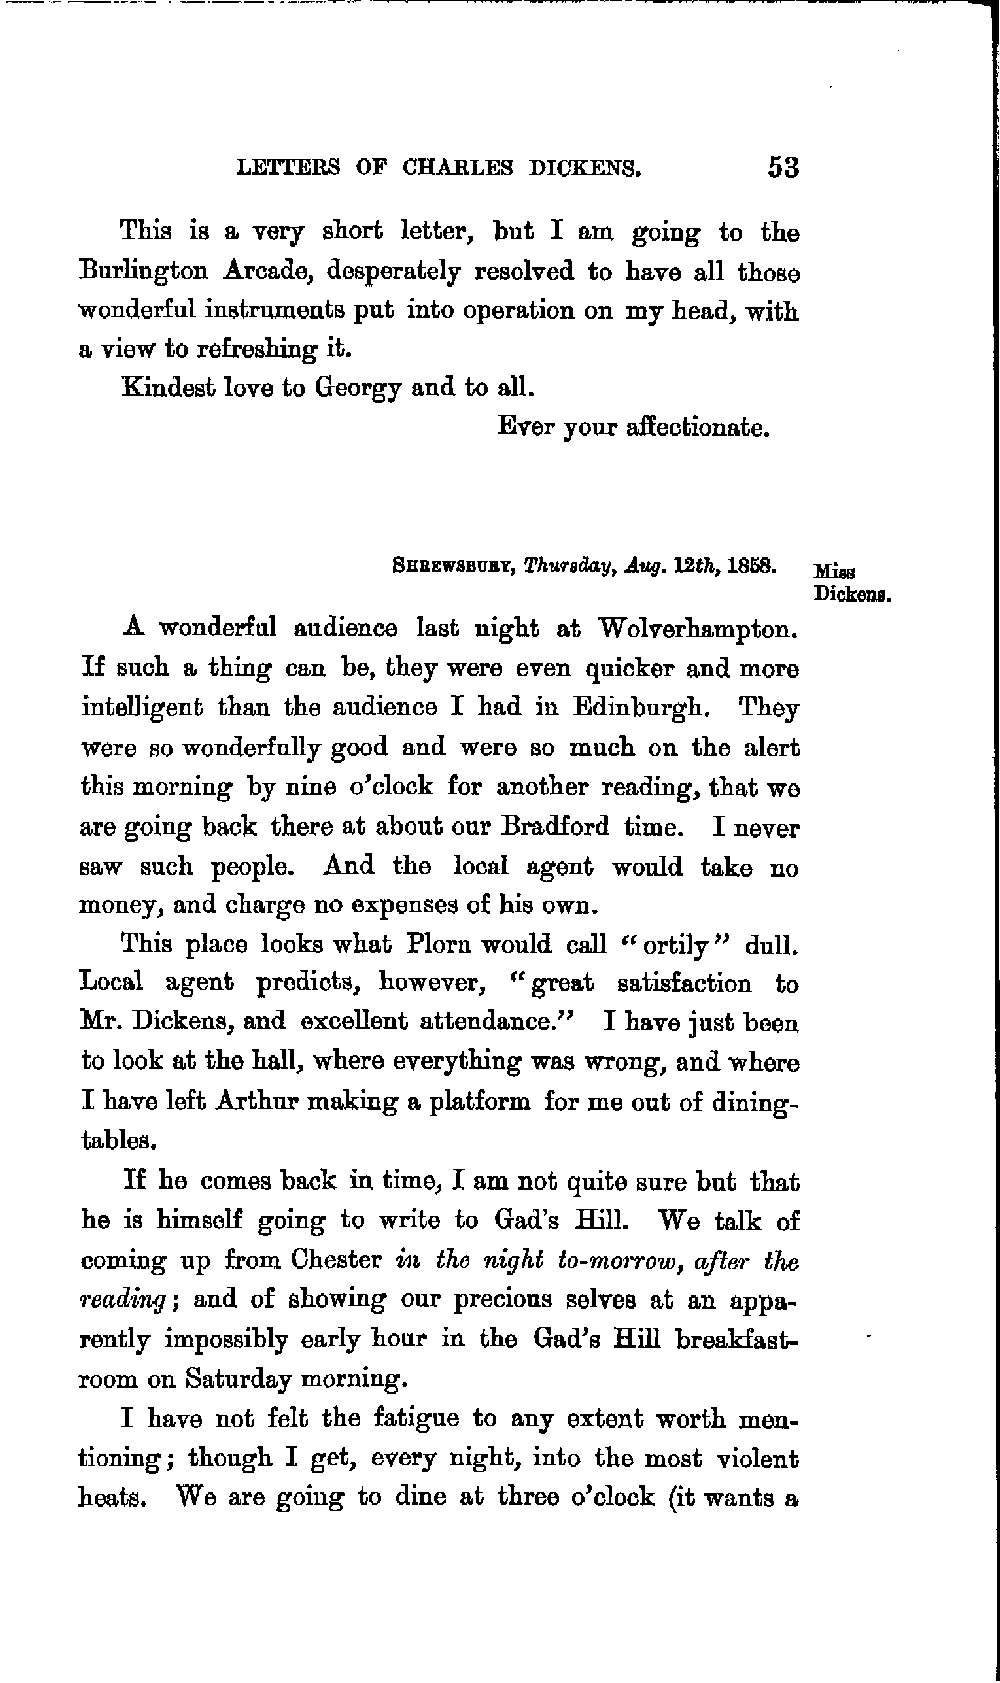 LETTERS OF CHARLES DICKENS. 53
This is a very short letter, but I am going to the
Burlington Arcade, desperately resolved to have all those
wonderful instruments put into operation on my head, with
a view to refreshing it.
Kindest love to Georgy and to all.
Ever your affectionate.
SHREWSBURY, Thursday, Aug. 12th, 1858.
Miss
Dickens.
A wonderful audience last night at Wolverhampton.
If such a thing can be, they were even quicker and more
intelligent than the audience I had in Edinburgh. They
were so wonderfully good and were so much on the alert
this morning by nine o'clock for another reading, that we
are going back there at about our Bradford time. I never
saw such people. And the local agent would take no
money, and charge no expenses of his own.
This place looks what Plorn would call "ortily" dull.
Local agent predicts, however, "great satisfaction to
Mr. Dickens, and excellent attendance." I have just been
to look at the hall, where everything was wrong, and where
I have left Arthur making a platform for me out of dining-
tables.
If he comes back in time, I am not quite sure but that
he is himself going to write to Gad's Hill. We talk of
coming up from Chester in the night to-morrow, after the
reading; and of showing our precious selves at an appa-
rently impossibly early hour in the Gad's Hill breakfast-
room on Saturday morning.
I have not felt the fatigue to any extent worth men-
tioning; though I get, every night, into the most violent
heats. We are going to dine at three o'clock (it wants a